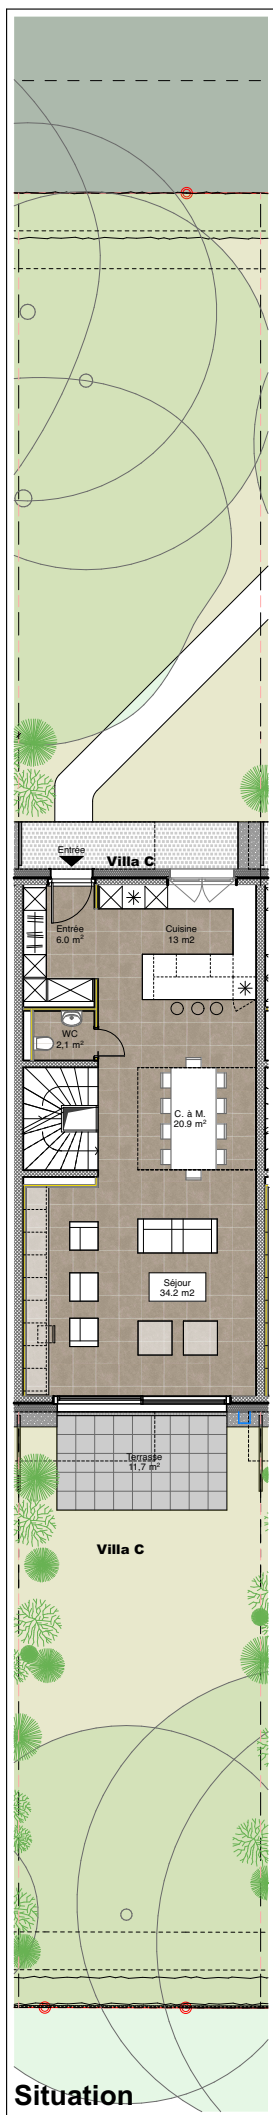 Entrée
Villa C
Entrée
6.0 m²
Cuisine
13 m2
WC
2,1 m²
C. à M.
20.9 m²
Séjour
34.2 m2
Terrasse
11,7 m²
Villa C
Situation